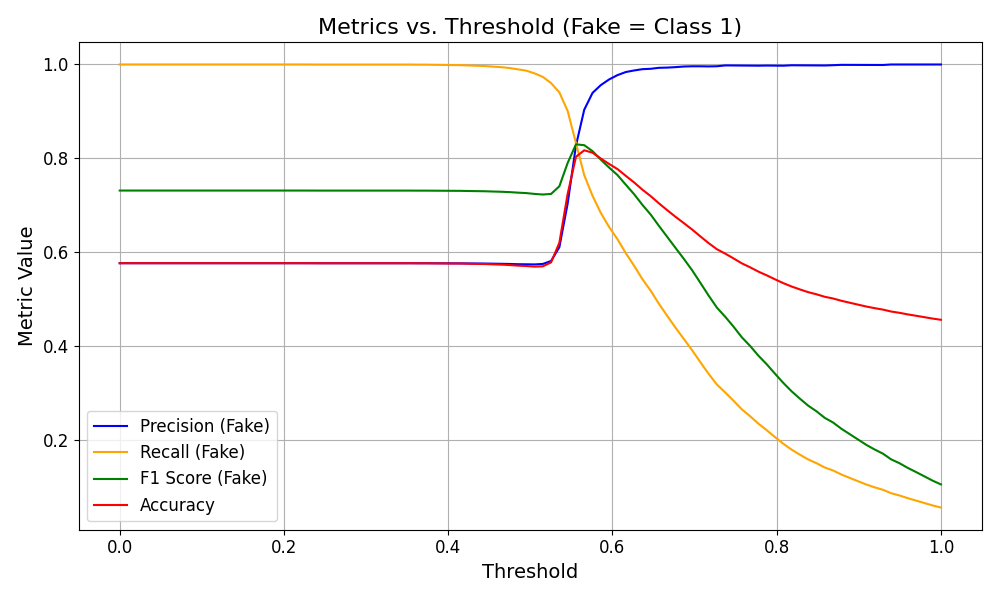 Metrics vs. Threshold (Fake = Class 1)
Metric Value
1.0
0.8
0.6
0.4
0.2
Precision (Fake)
Recall (Fake)
F1 Score (Fake)
Accuracy
0.0 0.2 0.4 0.6 0.8 1.0
Threshold